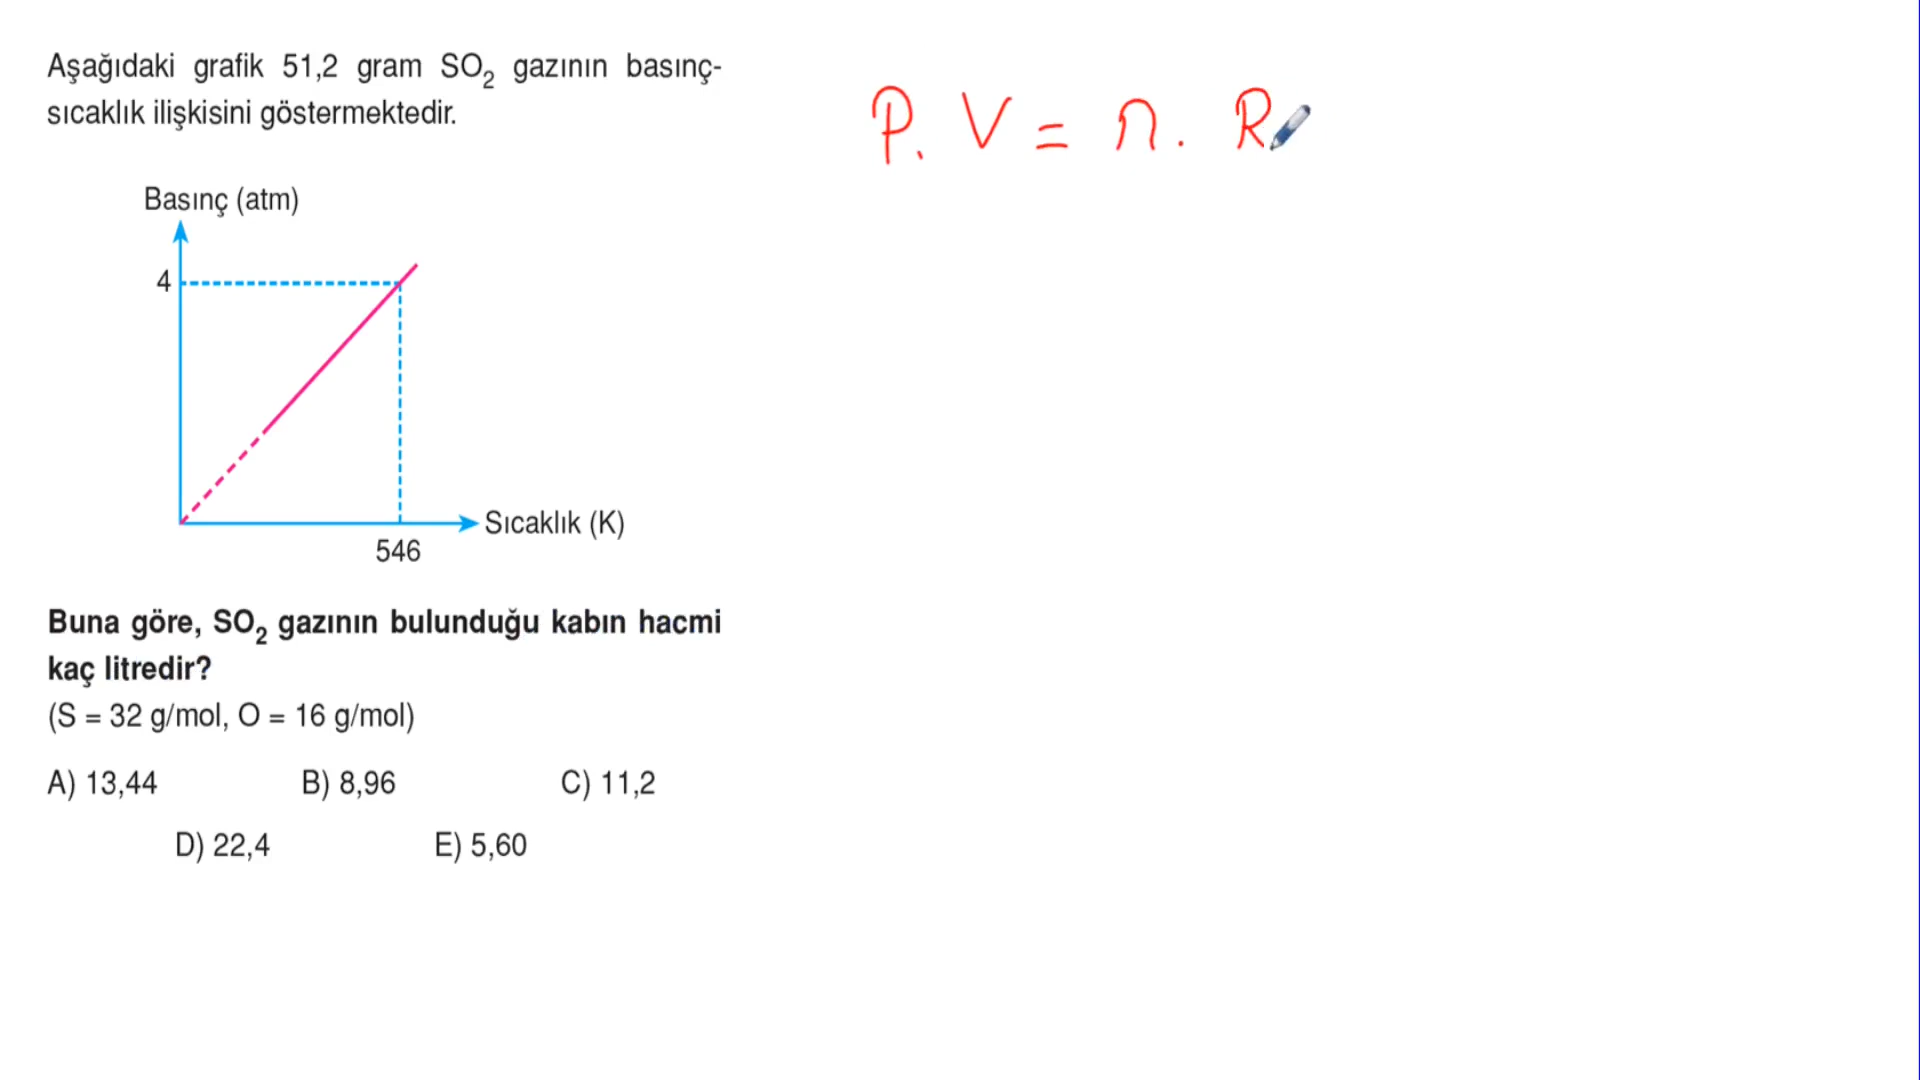 Aşağıdaki grafik 51,2 gram SO₂ gazının basınç-
sıcaklık ilişkisini göstermektedir.
P. V = n. R
Basınç (atm)
4
Sıcaklık (K)
546
Buna göre, SO₂ gazının bulunduğu kabın hacmi
kaç litredir?
(S = 32 g/mol, O = 16 g/mol)
A) 13,44 B) 8,96 C) 11,2
D) 22,4 E) 5,60